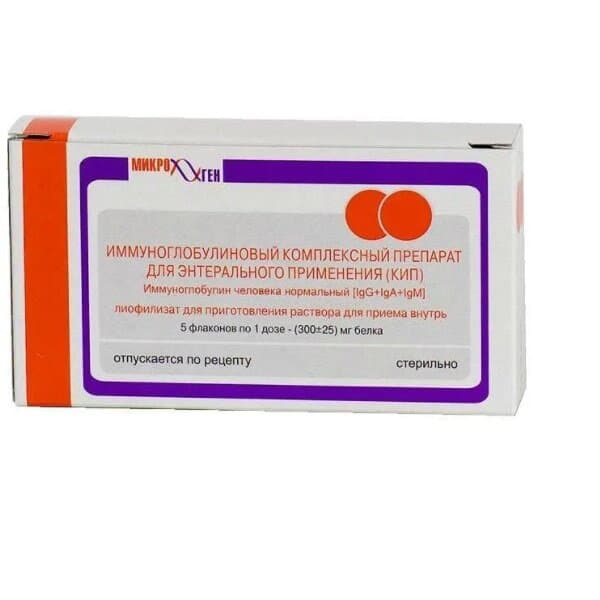 МИКРОГЕН
ИММУНОГЛОБУЛИНОВЫЙ КОМПЛЕКСНЫЙ ПРЕПАРАТ
ДЛЯ ЭНТЕРАЛЬНОГО ПРИМЕНЕНИЯ (КИП)
Иммуноглобулин человека нормальный [IgG+IgA+IgM]
лиофилизат для приготовления раствора для приема внутрь
5 флаконов по 1 дозе - (300±25) мг белка
отпускается по рецепту
стерильно